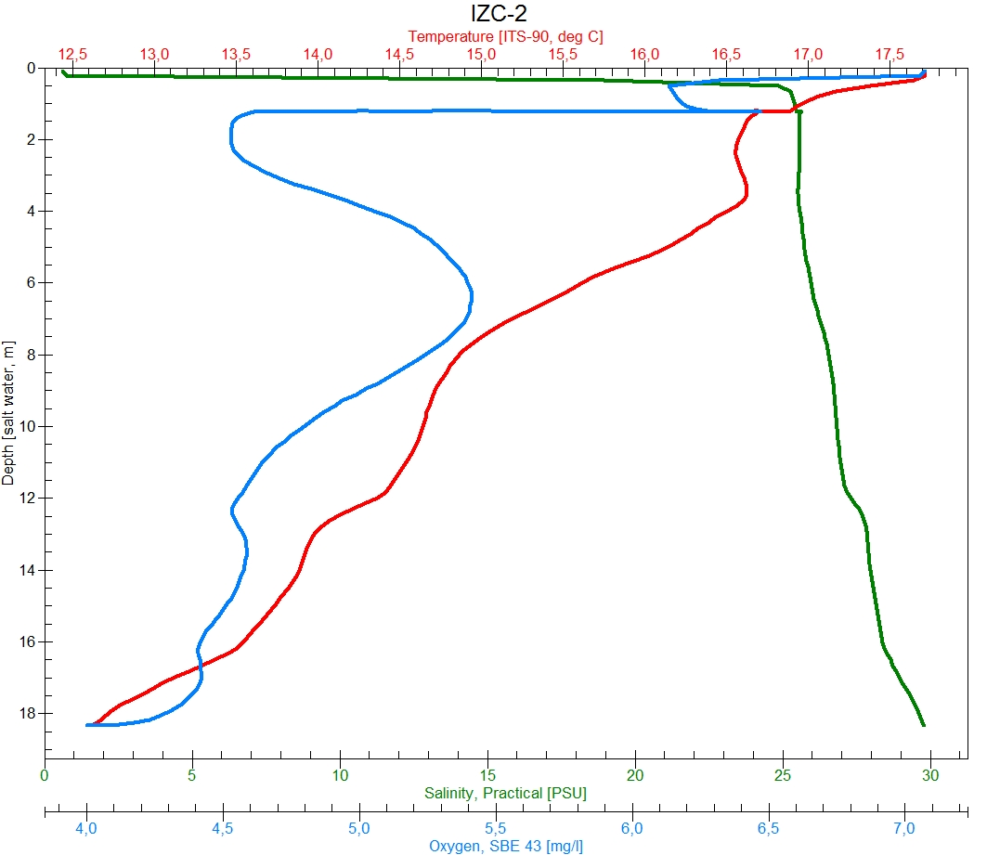 IZC-2
Temperature [ITS-90, deg C]
12,5 13,0 13,5 14,0 14,5 15,0 15,5 16,0 16,5 17,0 17,5
0
2
4
6
8
10
12
14
16
18
Depth [salt water, m]
0 5 10 15 20 25 30
Salinity, Practical [PSU]
4,0 4,5 5,0 5,5 6,0 6,5 7,0
Oxygen, SBE 43 [mg/l]